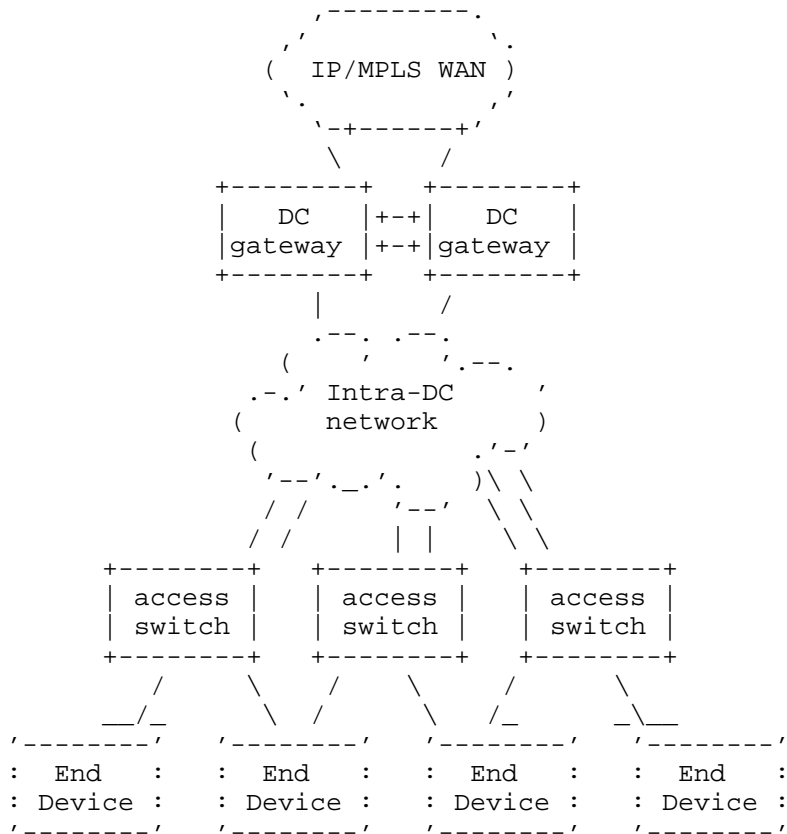 IP/MPLS WAN
DC DC
gateway gateway
Intra-DC
network
access access access
switch switch switch
End End End End
Device Device Device Device